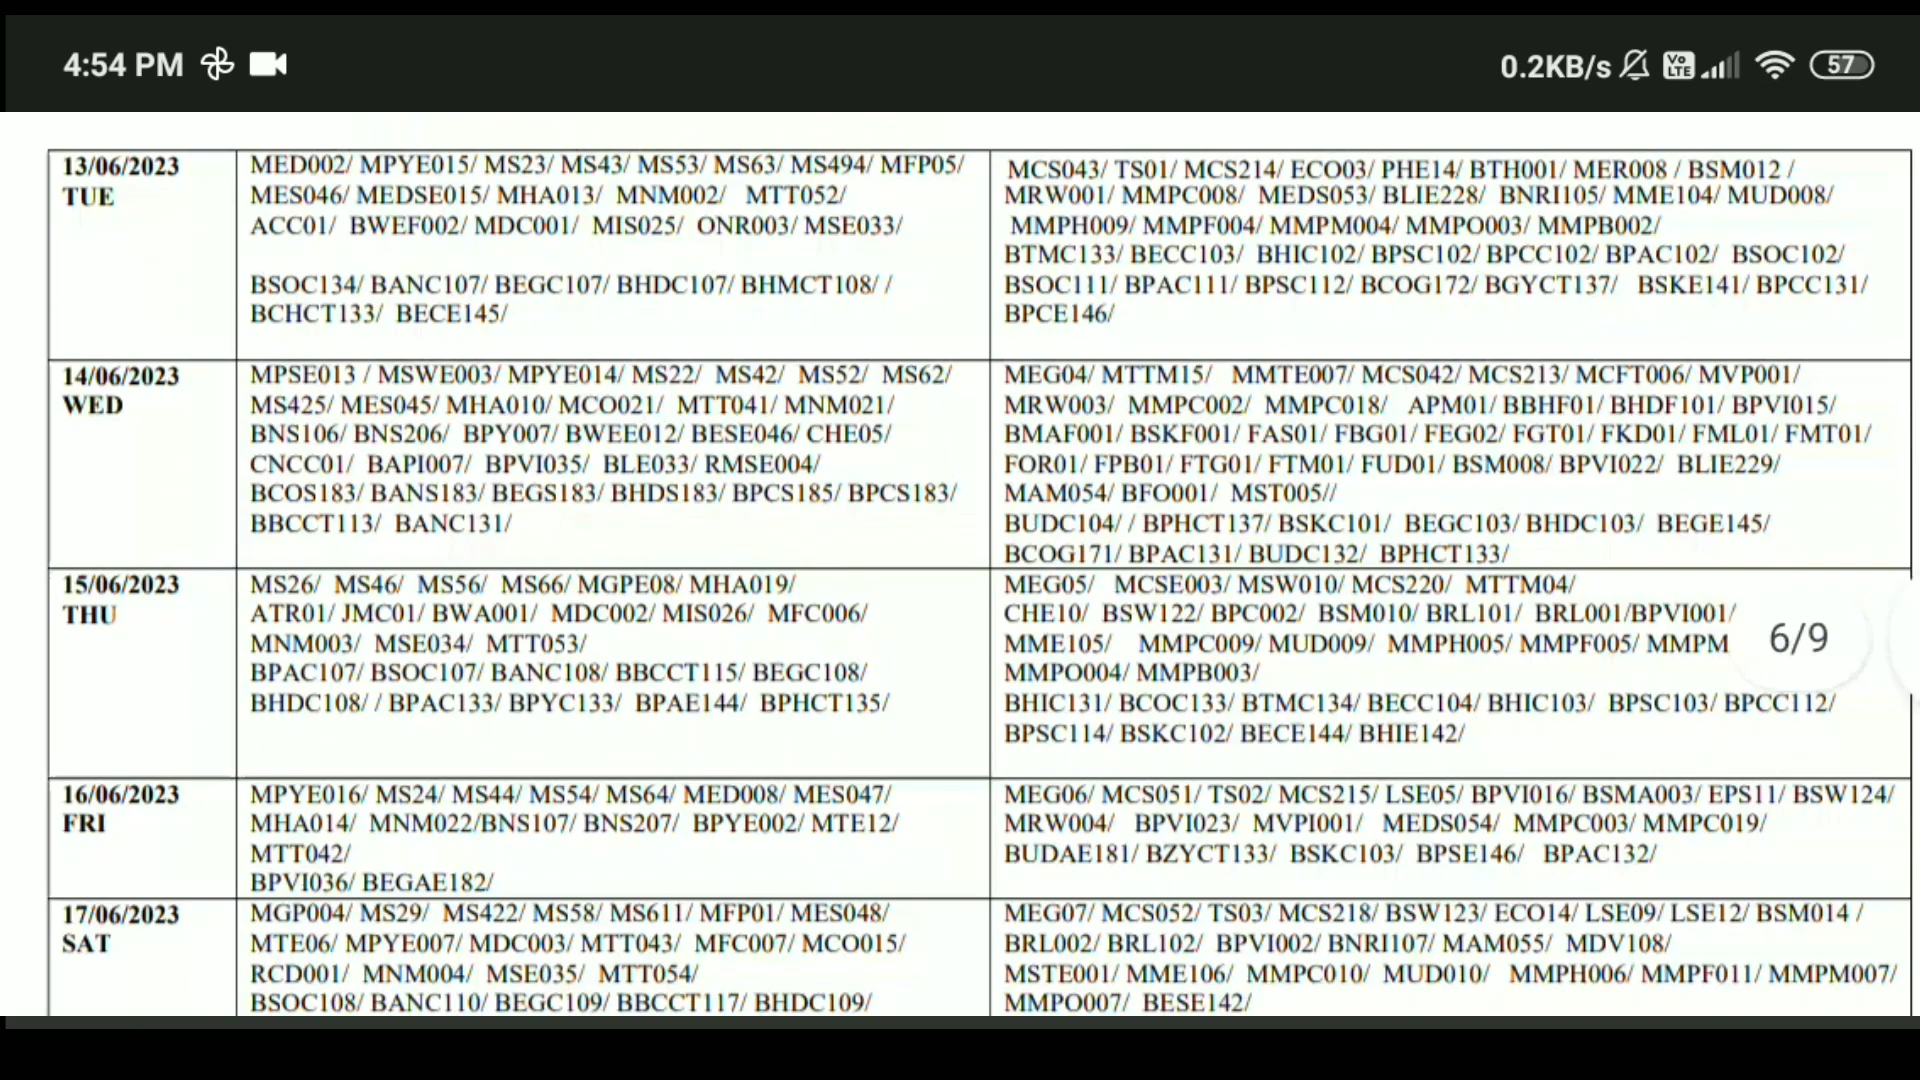 4:54 PM
0.2KB/s
Vo LTE
57
13/06/2023
TUE
MED002/ MPYE015/ MS23/ MS43/ MS53/ MS63/ MS494/ MFP05/
MES046/ MEDSE015/ MHA013/ MNM002/ MTT052/
ACC01/ BWEF002/ MDC001/ MIS025/ ONR003/ MSE033/
BSOC134/ BANC107/ BEGC107/ BHDC107/ BHMCT108/ /
BCHCT133/ BECE145/
MCS043/ TS01/ MCS214/ ECO03/ PHE14/ BTH001/ MER008 / BSM012 /
MRW001/ MMPC008/ MEDS053/ BLIE228/ BNRI105/ MME104/ MUD008/
MMPH009/ MMPF004/ MMPM004/ MMPO003/ MMPB002/
BTMC133/ BECC103/ BHIC102/ BPSC102/ BPCC102/ BPAC102/ BSOC102/
BSOC111/ BPAC111/ BPSC112/ BCOG172/ BGYCT137/ BSKE141/ BPCC131/
BPCE146/
14/06/2023
WED
MPSE013 / MSWE003/ MPYE014/ MS22/ MS42/ MS52/ MS62/
MS425/ MES045/ MHA010/ MCO021/ MTT041/ MNM021/
BNS106/ BNS206/ BPY007/ BWEE012/ BESE046/ CHE05/
CNCC01/ BAPI007/ BPVI035/ BLE033/ RMSE004/
BCOS183/ BANS183/ BEGS183/ BHDS183/ BPCS185/ BPCS183/
BBCCT113/ BANC131/
MEG04/ MTTM15/ MMTE007/ MCS042/ MCS213/ MCFT006/ MVP001/
MRW003/ MMPC002/ MMPC018/ APM01/ BBHF01/ BHDF101/ BPVI015/
BMAF001/ BSKF001/ FAS01/ FBG01/ FEG02/ FGT01/ FKD01/ FML01/ FMT01/
FOR01/ FPB01/ FTG01/ FTM01/ FUD01/ BSM008/ BPVI022/ BLIE229/
MAM054/ BFO001/ MST005//
BUDC104/ / BPHCT137/ BSKC101/ BEGC103/ BHDC103/ BEGE145/
BCOG171/ BPAC131/ BUDC132/ BPHCT133/
15/06/2023
THU
MS26/ MS46/ MS56/ MS66/ MGPE08/ MHA019/
ATR01/ JMC01/ BWA001/ MDC002/ MIS026/ MFC006/
MNM003/ MSE034/ MTT053/
BPAC107/ BSOC107/ BANC108/ BBCCT115/ BEGC108/
BHDC108/ / BPAC133/ BPYC133/ BPAE144/ BPHCT135/
MEG05/ MCSE003/ MSW010/ MCS220/ MTTM04/
CHE10/ BSW122/ BPC002/ BSM010/ BRL101/ BRL001/BPVI001/
MME105/ MMPC009/ MUD009/ MMPH005/ MMPF005/ MMPM
MMPO004/ MMPB003/
BHIC131/ BCOC133/ BTMC134/ BECC104/ BHIC103/ BPSC103/ BPCC112/
BPSC114/ BSKC102/ BECE144/ BHIE142/
6/9
16/06/2023
FRI
MPYE016/ MS24/ MS44/ MS54/ MS64/ MED008/ MES047/
MHA014/ MNM022/BNS107/ BNS207/ BPYE002/ MTE12/
MTT042/
BPVI036/ BEGAE182/
MEG06/ MCS051/ TS02/ MCS215/ LSE05/ BPVI016/ BSMA003/ EPS11/ BSW124/
MRW004/ BPVI023/ MVPI001/ MEDS054/ MMPC003/ MMPC019/
BUDAE181/ BZYCT133/ BSKC103/ BPSE146/ BPAC132/
17/06/2023
SAT
MGP004/ MS29/ MS422/ MS58/ MS611/ MFP01/ MES048/
MTE06/ MPYE007/ MDC003/ MTT043/ MFC007/ MCO015/
RCD001/ MNM004/ MSE035/ MTT054/
BSOC108/ BANC110/ BEGC109/ BBCCT117/ BHDC109/
MEG07/ MCS052/ TS03/ MCS218/ BSW123/ ECO14/ LSE09/ LSE12/ BSM014 /
BRL002/ BRL102/ BPVI002/ BNRI107/ MAM055/ MDV108/
MSTE001/ MME106/ MMPC010/ MUD010/ MMPH006/ MMPF011/ MMPM007/
MMPO007/ BESE142/